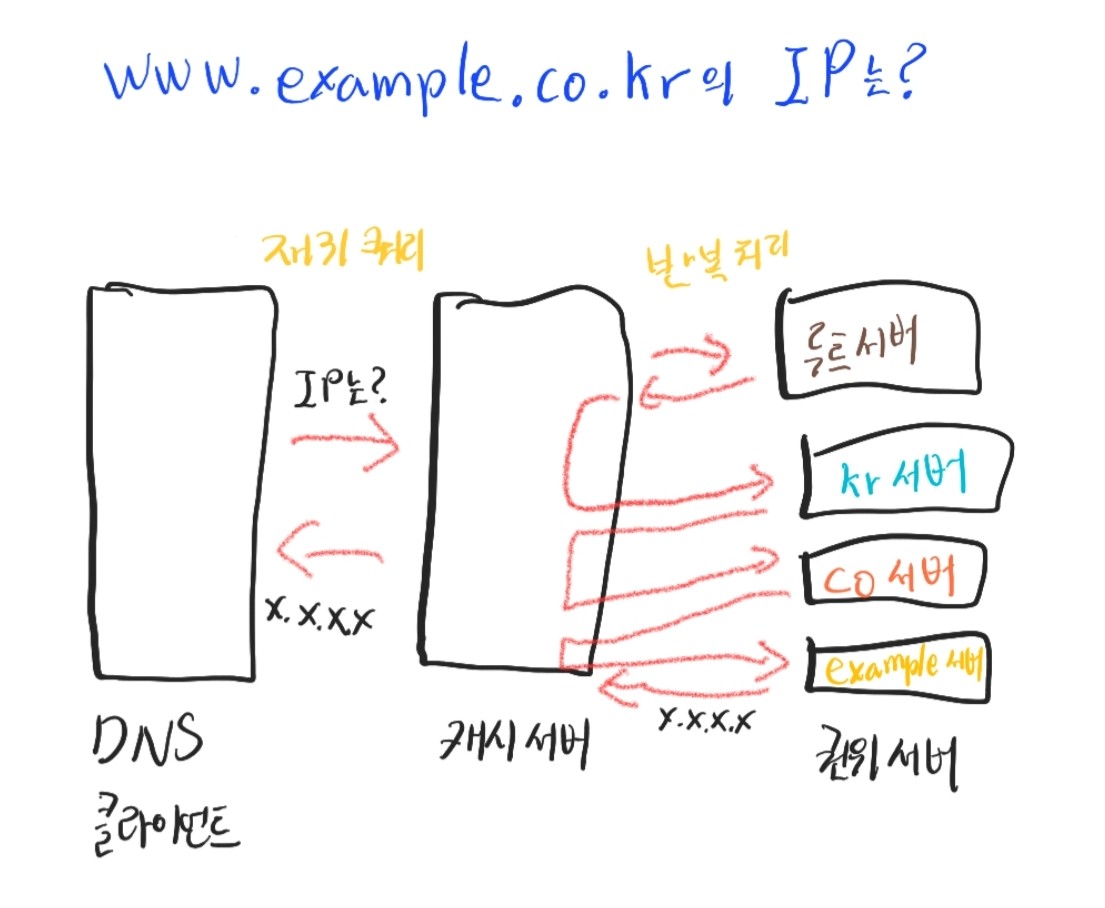 www.example.co.kr의 IP는?
재귀 쿼리
반복 처리
루트 서버
IP는?
kr 서버
co 서버
x.x.x.x
example 서버
x.x.x.x
DNS
클라이언트
캐시 서버
권위 서버